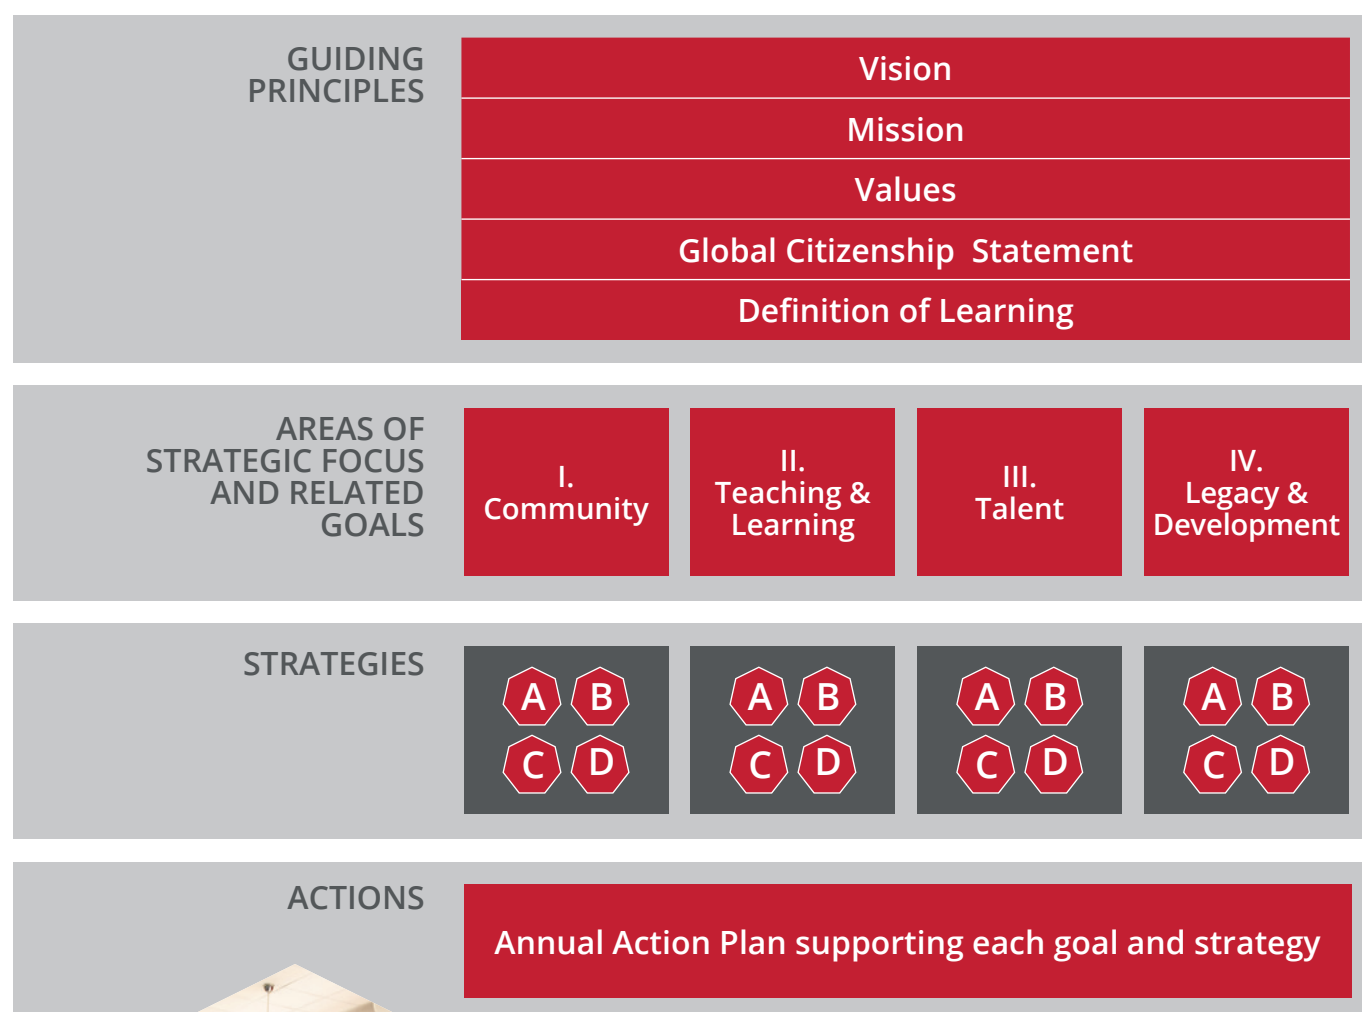 GUIDING
PRINCIPLES
Vision
Mission
Values
Global Citizenship  Statement
Definition of Learning
AREAS OF
STRATEGIC FOCUS
AND RELATED
GOALS
I.
Community
II.
Teaching &
Learning
III.
Talent
IV.
Legacy &
Development
STRATEGIES
A B
C D
A B
C D
A B
C D
A B
C D
ACTIONS
Annual Action Plan supporting each goal and strategy